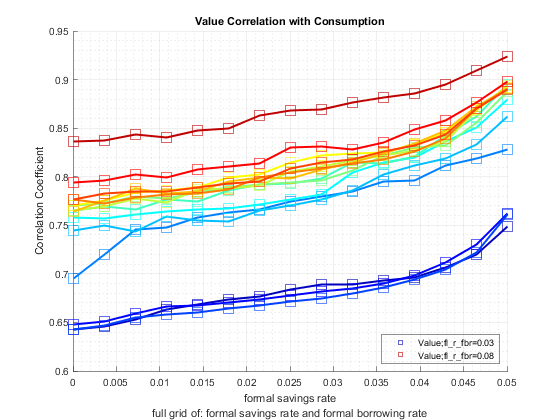 Value Correlation with Consumption
0.95
0.9
0.85
0.8
0.75
0.7
0.65
0.6
Correlation Coefficient
0 0.005 0.01 0.015 0.02 0.025 0.03 0.035 0.04 0.045 0.05
Value;fl_r_fbr=0.03
Value;fl_r_fbr=0.08
formal savings rate
full grid of: formal savings rate and formal borrowing rate